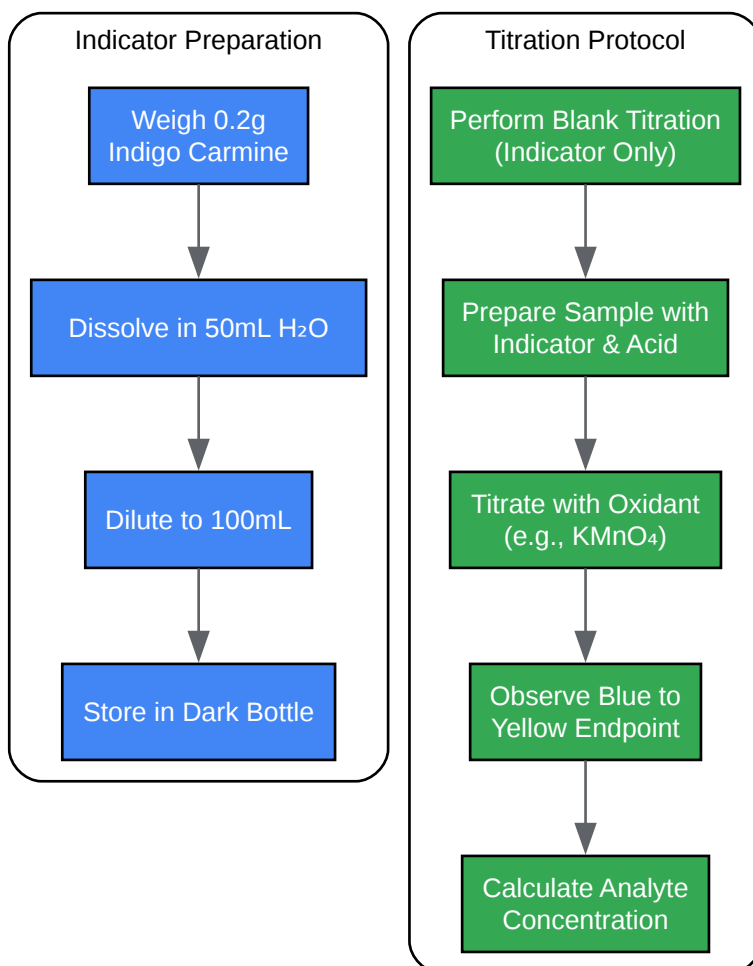 Indicator Preparation
Weigh 0.2g
Indigo Carmine
Dissolve in 50mL H₂O
Dilute to 100mL
Store in Dark Bottle
Titration Protocol
Perform Blank Titration
(Indicator Only)
Prepare Sample with
Indicator & Acid
Titrate with Oxidant
(e.g., KMnO₄)
Observe Blue to
Yellow Endpoint
Calculate Analyte
Concentration